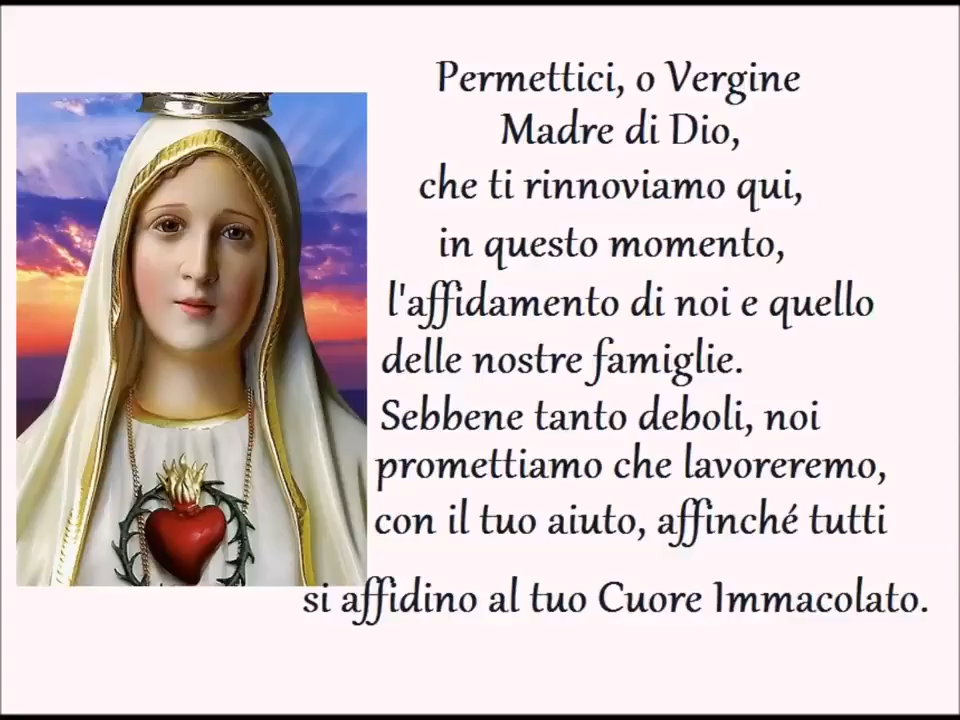 Permettici, o Vergine
Madre di Dio,
che ti rinnoviamo qui,
in questo momento,
l'affidamento di noi e quello
delle nostre famiglie.
Sebbene tanto deboli, noi
promettiamo che lavoreremo,
con il tuo aiuto, affinché tutti
si affidino al tuo Cuore Immacolato.